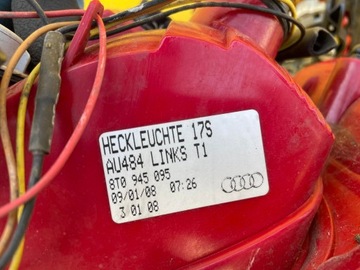 HECKLEUCHTE 17S
AU484 LINKS T1
8T0 945 095
09/01/08 07:26
3 01 08